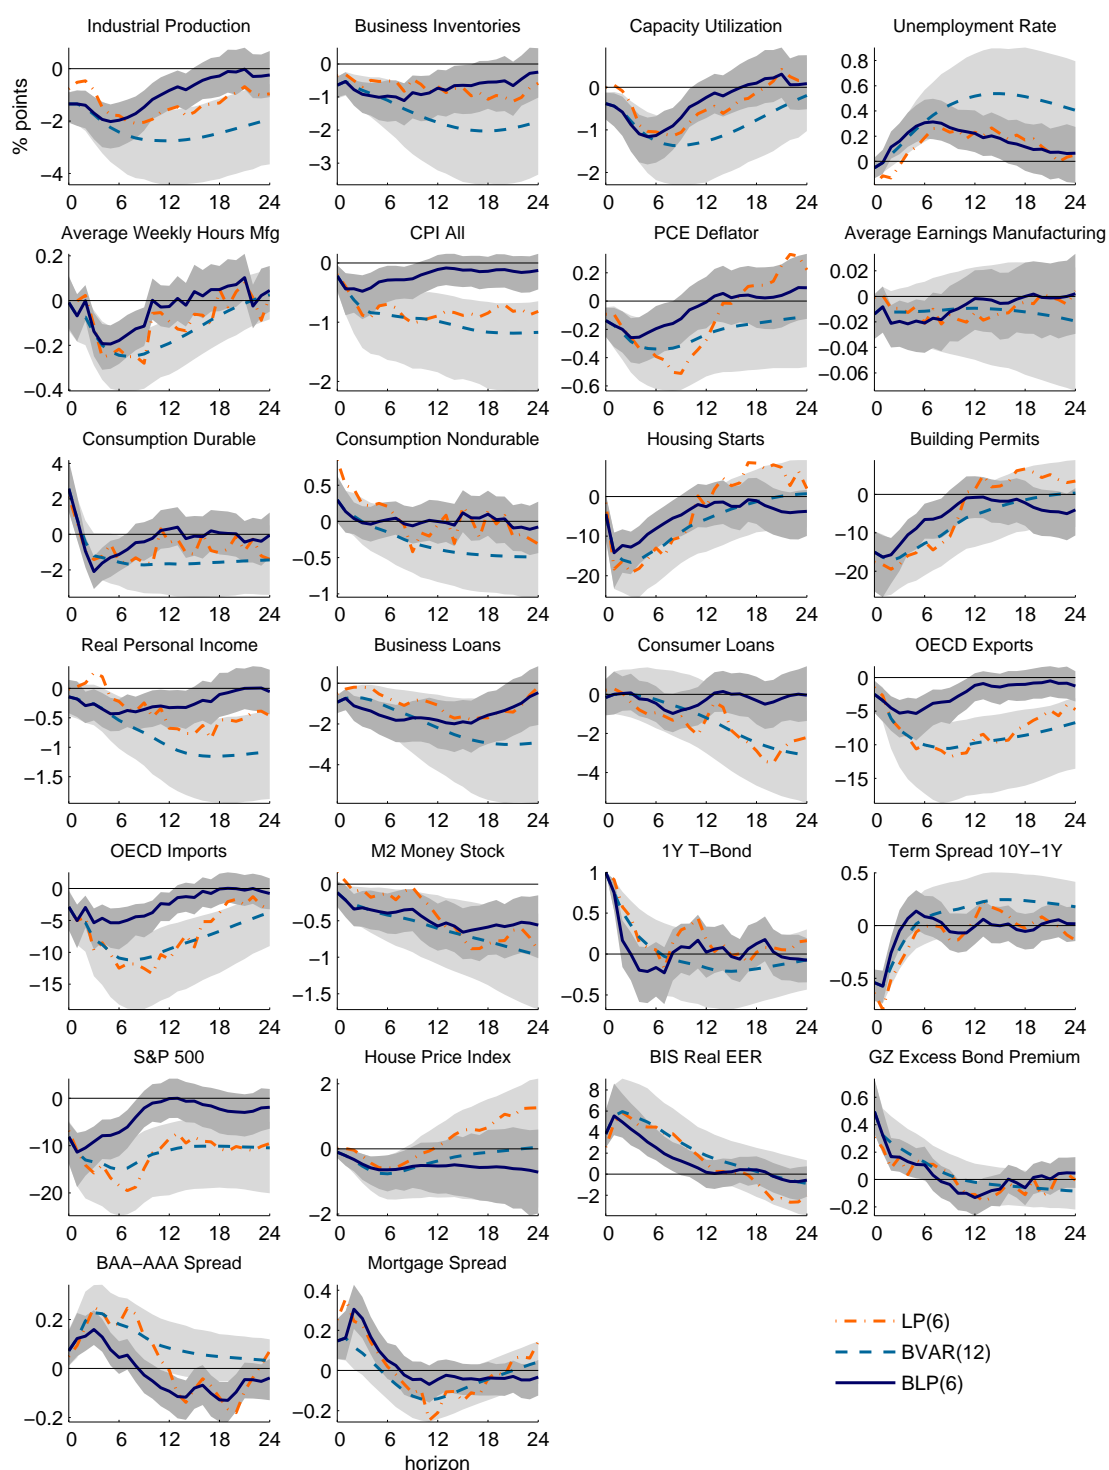 Industrial Production Business Inventories Capacity Utilization Unemployment Rate
% points
0 −2 −4
0 −1 −2 −3
0 −1 −2
0.8 0.6 0.4 0.2 0
0 6 12 18 24 0 6 12 18 24 0 6 12 18 24 0 6 12 18 24
Average Weekly Hours Mfg CPI All PCE Deflator Average Earnings Manufacturing
0.2 0 −0.2 −0.4
0 −1 −2
0.2 0 −0.2 −0.4 −0.6
0.02 0 −0.02 −0.04 −0.06
0 6 12 18 24 0 6 12 18 24 0 6 12 18 24 0 6 12 18 24
Consumption Durable Consumption Nondurable Housing Starts Building Permits
4 2 0 −2
0.5 0 −0.5 −1
0 −10 −20
0 −10 −20
0 6 12 18 24 0 6 12 18 24 0 6 12 18 24 0 6 12 18 24
Real Personal Income Business Loans Consumer Loans OECD Exports
0 −0.5 −1 −1.5
0 −2 −4
0 −2 −4
0 −5 −10 −15
0 6 12 18 24 0 6 12 18 24 0 6 12 18 24 0 6 12 18 24
OECD Imports M2 Money Stock 1Y T−Bond Term Spread 10Y−1Y
0 −5 −10 −15
0 −0.5 −1 −1.5
1 0.5 0 −0.5
0.5 0 −0.5
0 6 12 18 24 0 6 12 18 24 0 6 12 18 24 0 6 12 18 24
S&P 500 House Price Index BIS Real EER GZ Excess Bond Premium
0 −10 −20
2 0 −2
8 6 4 2 0 −2
0.6 0.4 0.2 0 −0.2
0 6 12 18 24 0 6 12 18 24 0 6 12 18 24 0 6 12 18 24
BAA−AAA Spread Mortgage Spread
0.2 0 −0.2
0.4 0.2 0 −0.2
0 6 12 18 24 0 6 12 18 24
horizon
LP(6)
BVAR(12)
BLP(6)